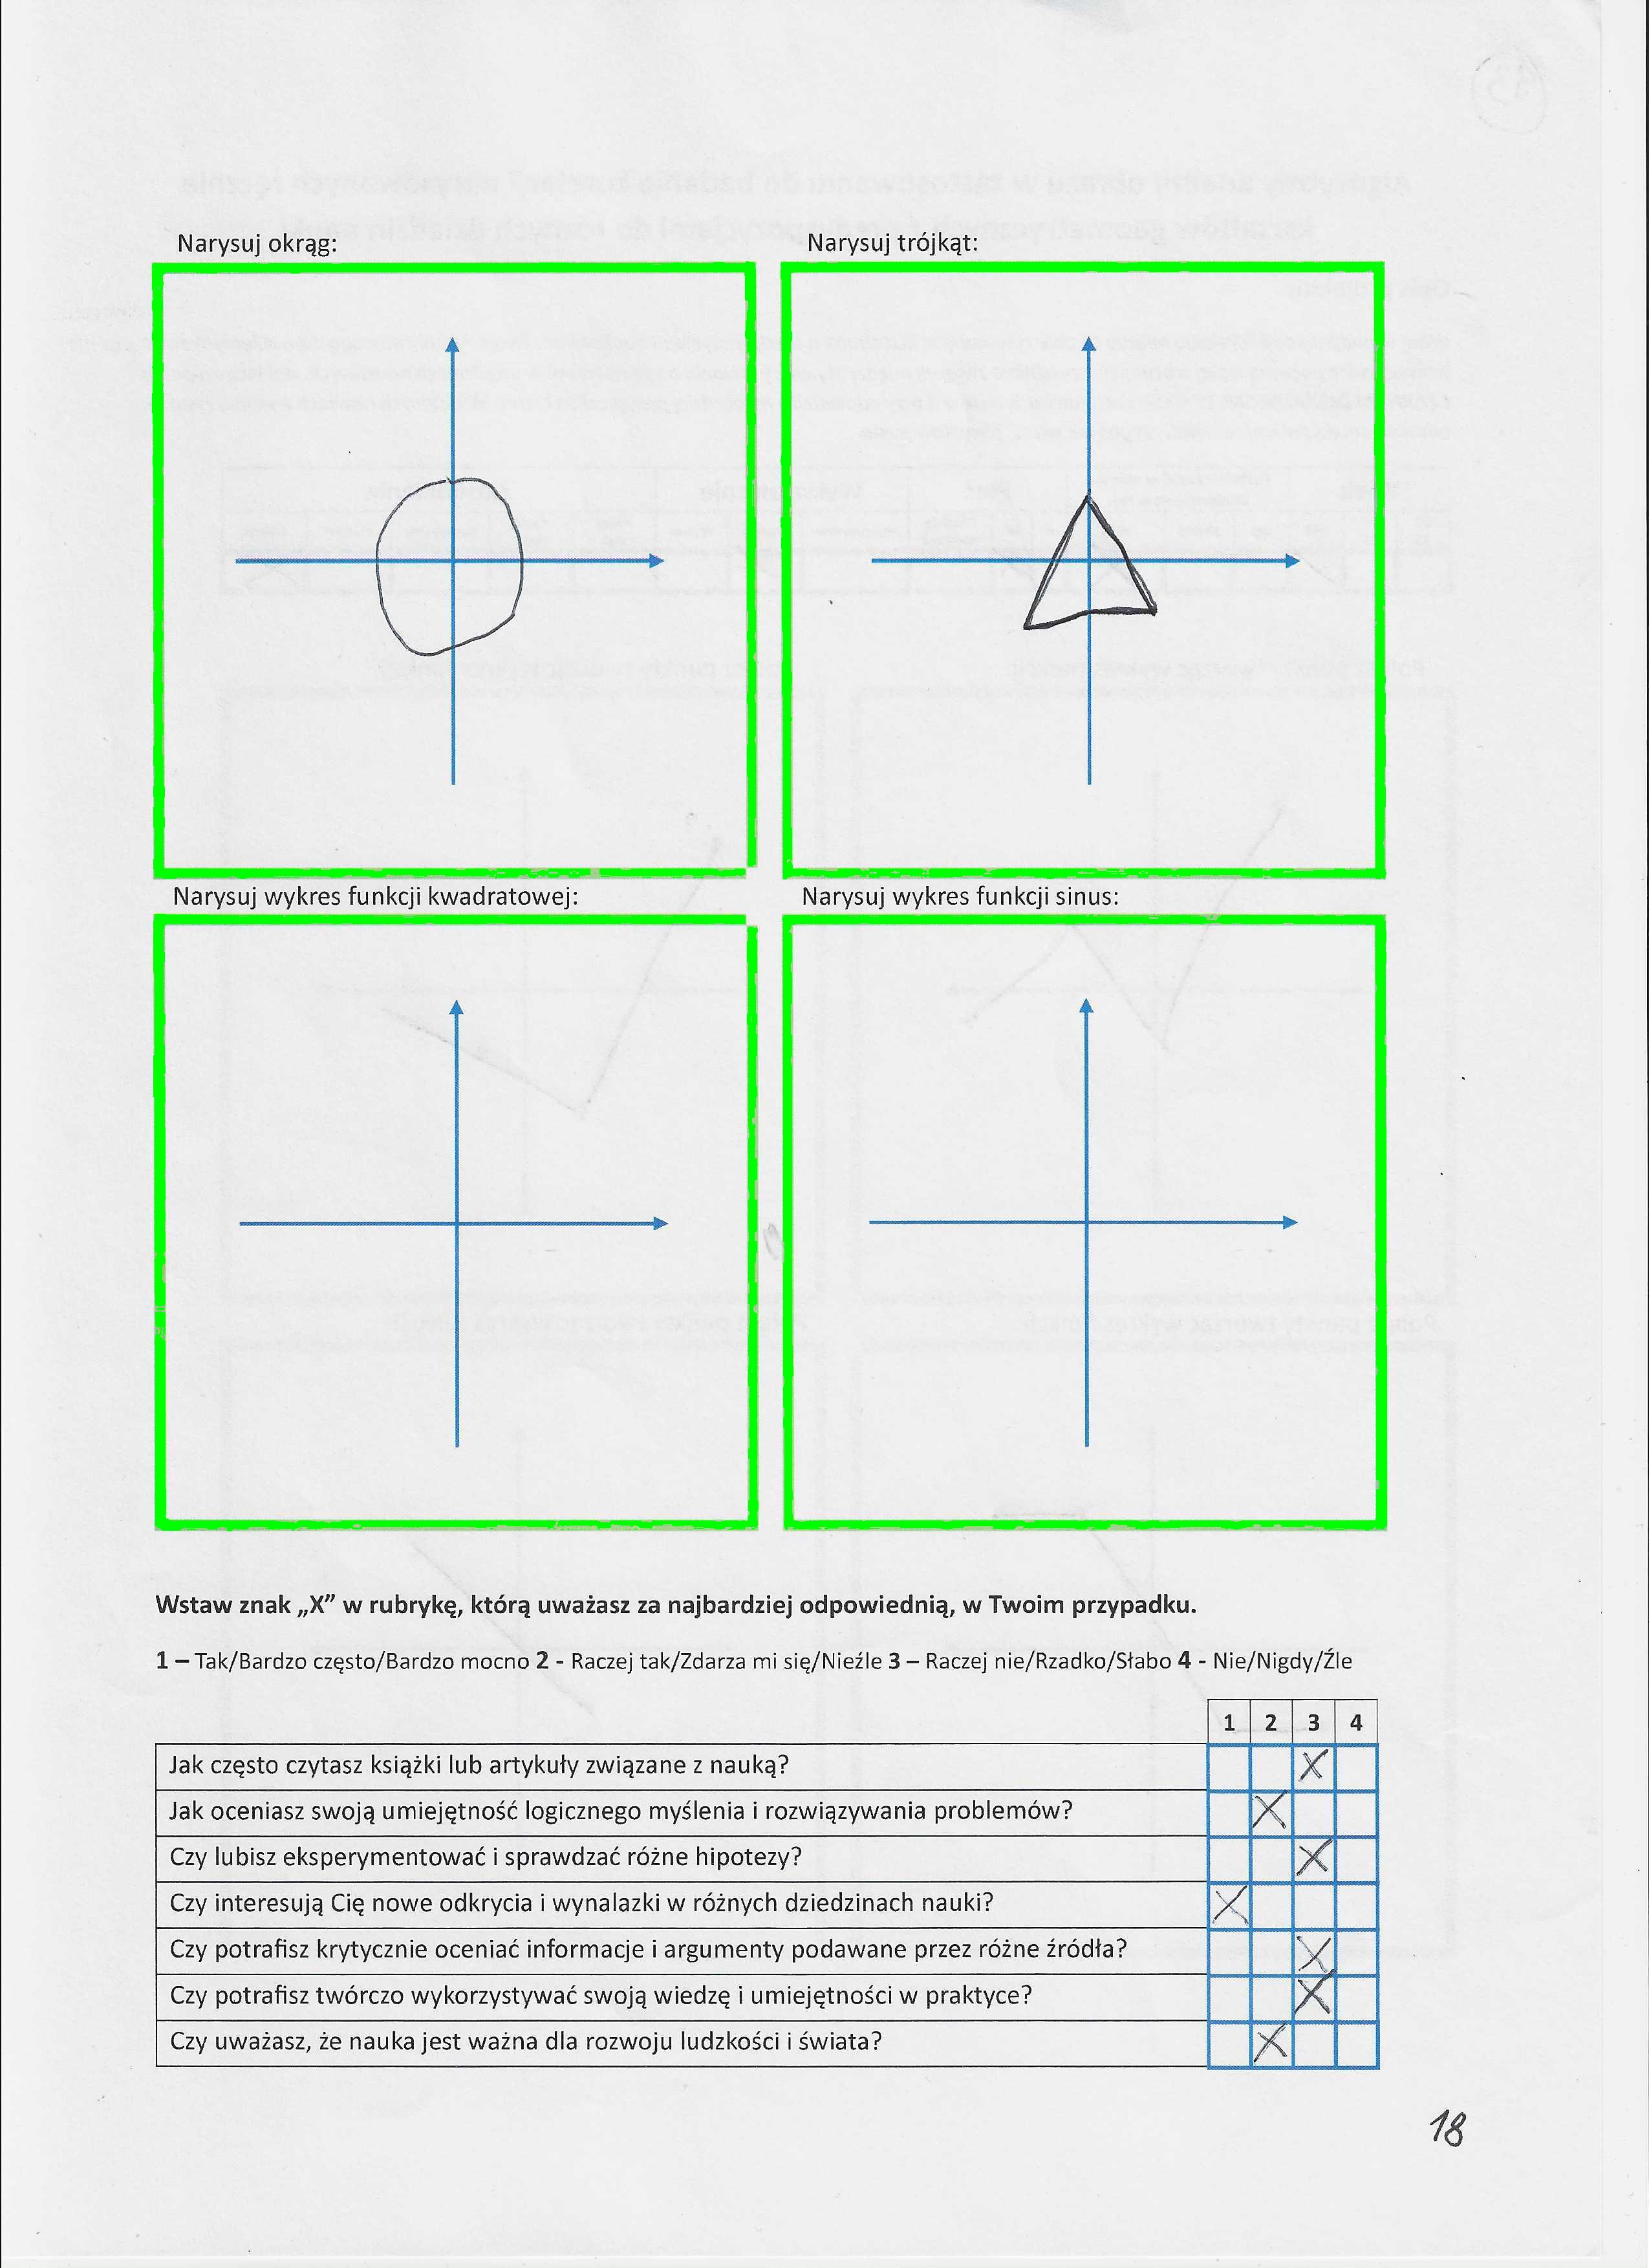 Narysuj okrąg:
Narysuj trójkąt:
Narysuj wykres funkcji kwadratowej:
Narysuj wykres funkcji sinus:
Wstaw znak „X” w rubrykę, którą uważasz za najbardziej odpowiednią, w Twoim przypadku.
1 – Tak/Bardzo często/Bardzo mocno 2 - Raczej tak/Zdarza mi się/Nieźle 3 – Raczej nie/Rzadko/Słabo 4 - Nie/Nigdy/Źle
1 2 3 4
Jak często czytasz książki lub artykuły związane z nauką? X
Jak oceniasz swoją umiejętność logicznego myślenia i rozwiązywania problemów? X
Czy lubisz eksperymentować i sprawdzać różne hipotezy? X
Czy interesują Cię nowe odkrycia i wynalazki w różnych dziedzinach nauki? X
Czy potrafisz krytycznie oceniać informacje i argumenty podawane przez różne źródła? X
Czy potrafisz twórczo wykorzystywać swoją wiedzę i umiejętności w praktyce? X
Czy uważasz, że nauka jest ważna dla rozwoju ludzkości i świata? X
18